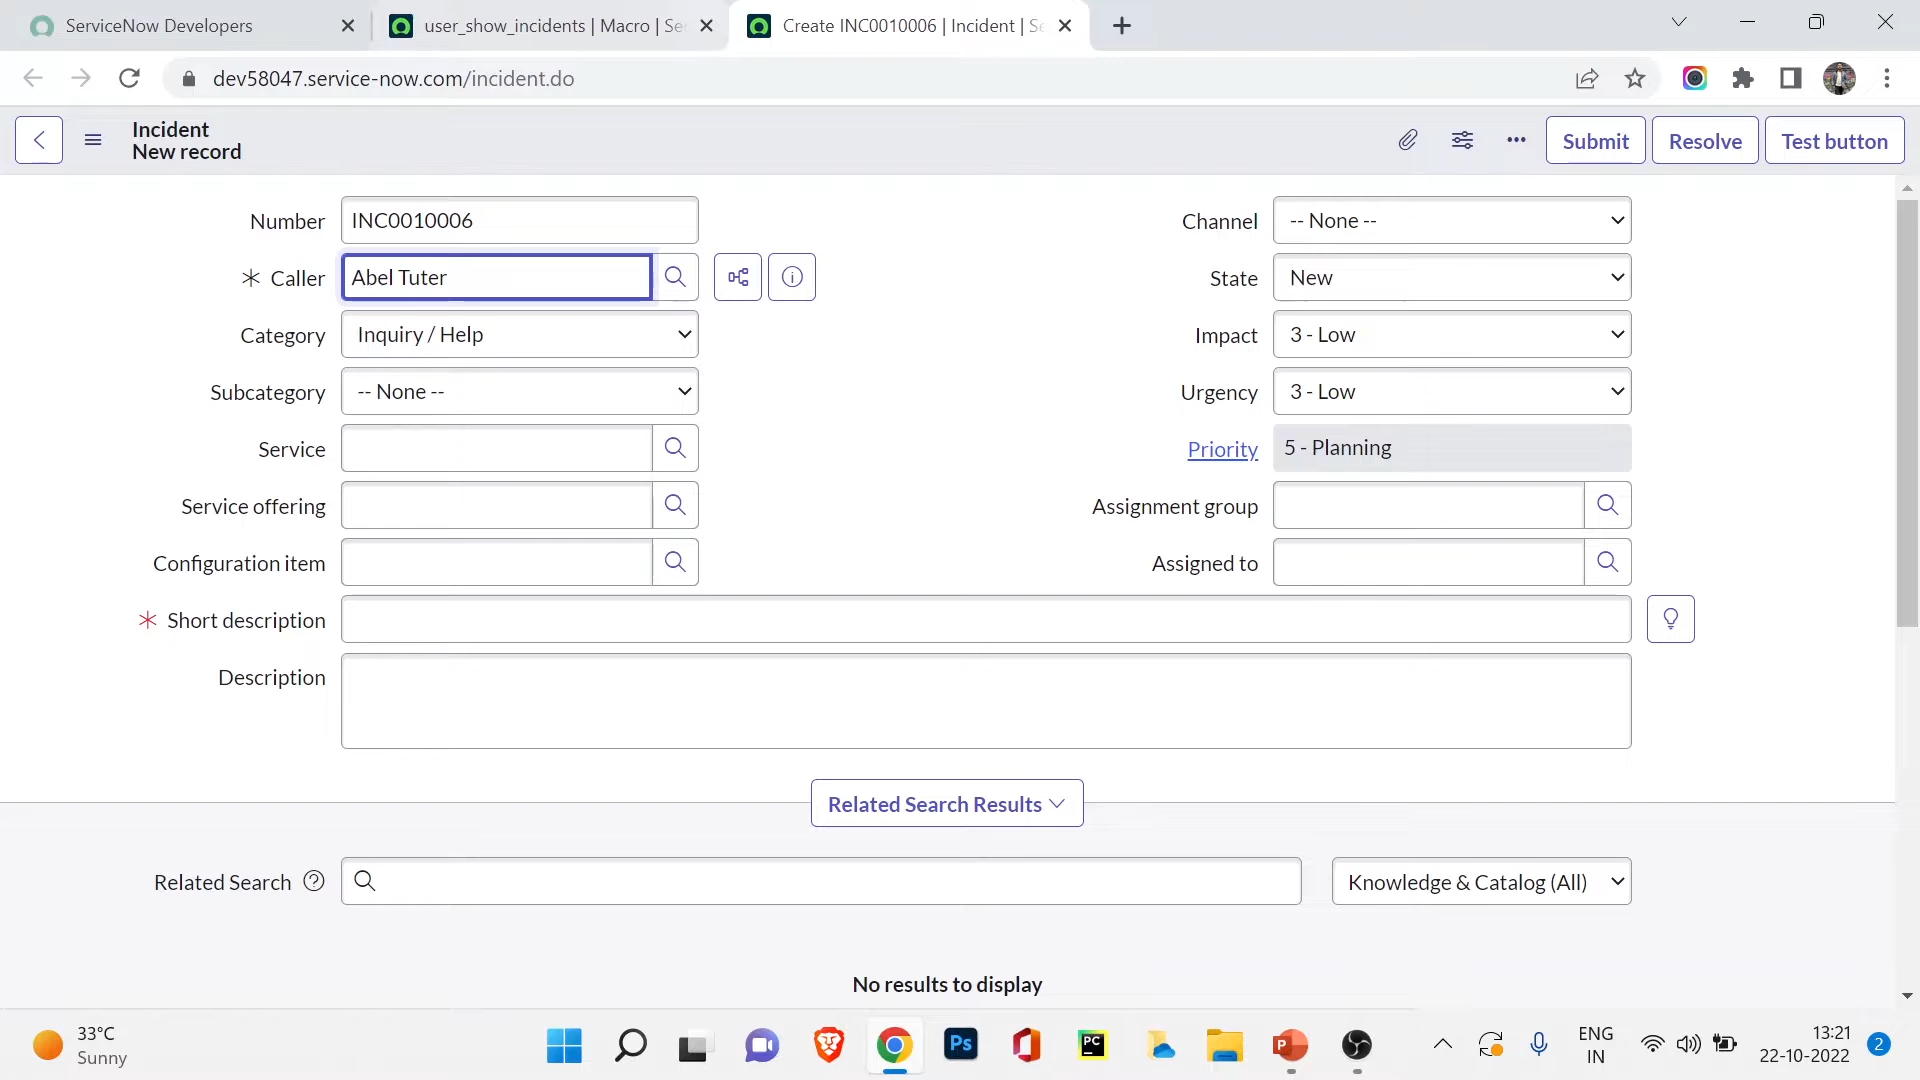 ServiceNow Developers
user_show_incidents | Macro | Se
Create INC0010006 | Incident | Se
dev58047.service-now.com/incident.do
Incident
New record
Submit
Resolve
Test button
Number
INC0010006
Channel
-- None --
Caller
Abel Tuter
State
New
Category
Inquiry / Help
Impact
3 - Low
Subcategory
-- None --
Urgency
3 - Low
Service
Priority
5 - Planning
Service offering
Assignment group
Configuration item
Assigned to
Short description
Description
Related Search Results
Related Search
Knowledge & Catalog (All)
No results to display
33°C
Sunny
Ps
PC
P
ENG
IN
13:21
22-10-2022
2